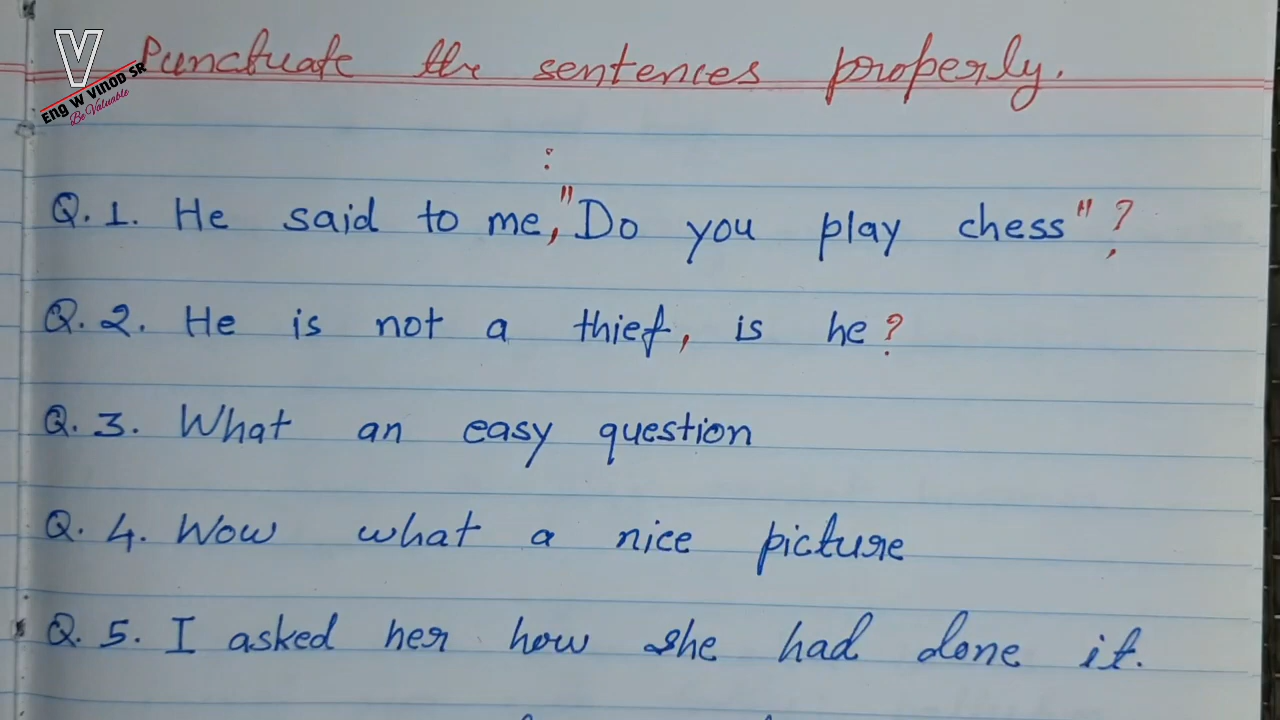 V
ENG W VINOD SR
Be Valuable
Punctuate the sentences properly.
:
Q. 1. He said to me, "Do you play chess" ?
Q. 2. He is not a thief, is he?
Q. 3. What an easy question
Q. 4. Wow what a nice picture
Q. 5. I asked her how she had done it.